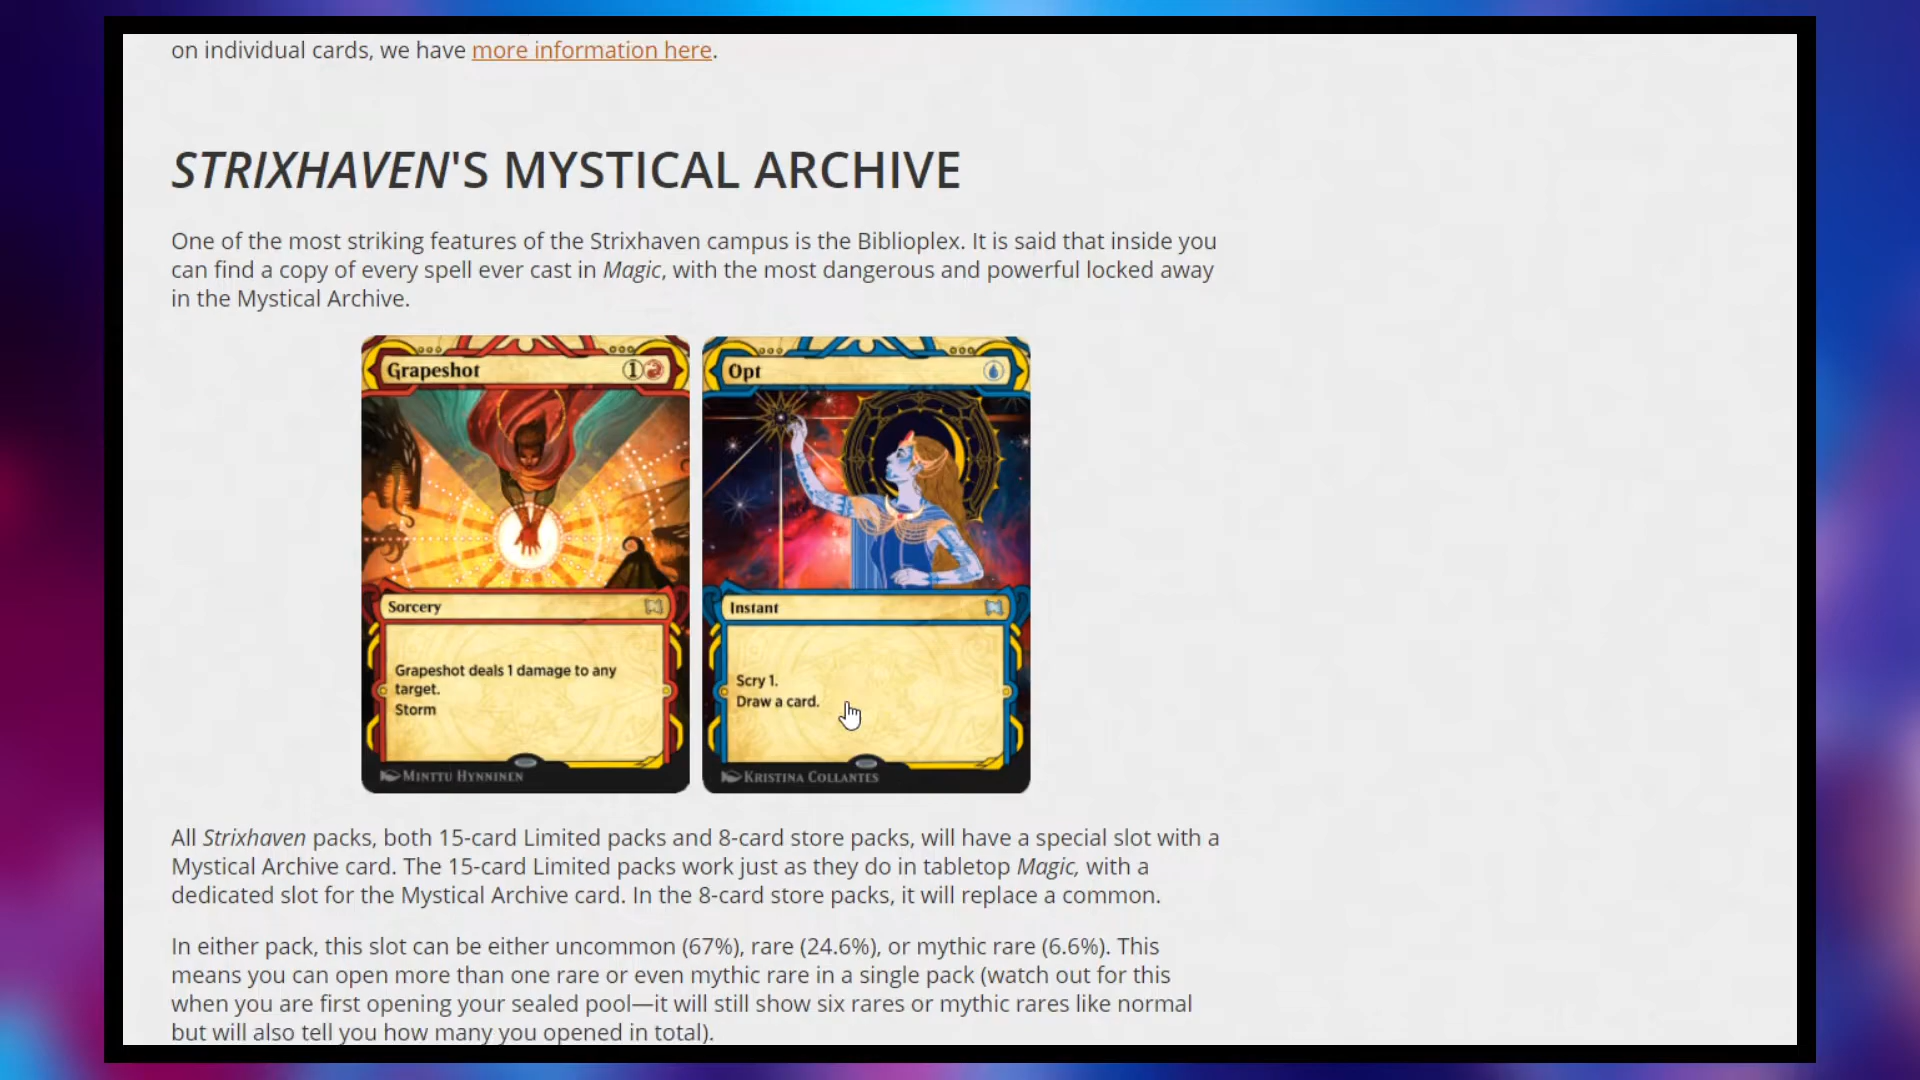 on individual cards, we have more information here.
STRIXHAVEN'S MYSTICAL ARCHIVE
One of the most striking features of the Strixhaven campus is the Biblioplex. It is said that inside you
can find a copy of every spell ever cast in Magic, with the most dangerous and powerful locked away
in the Mystical Archive.
Grapeshot 1
Sorcery
Grapeshot deals 1 damage to any
target.
Storm
MINTTU HYNNINEN
Opt
Instant
Scry 1.
Draw a card.
KRISTINA COLLANTES
All Strixhaven packs, both 15-card Limited packs and 8-card store packs, will have a special slot with a
Mystical Archive card. The 15-card Limited packs work just as they do in tabletop Magic, with a
dedicated slot for the Mystical Archive card. In the 8-card store packs, it will replace a common.
In either pack, this slot can be either uncommon (67%), rare (24.6%), or mythic rare (6.6%). This
means you can open more than one rare or even mythic rare in a single pack (watch out for this
when you are first opening your sealed pool—it will still show six rares or mythic rares like normal
but will also tell you how many you opened in total).